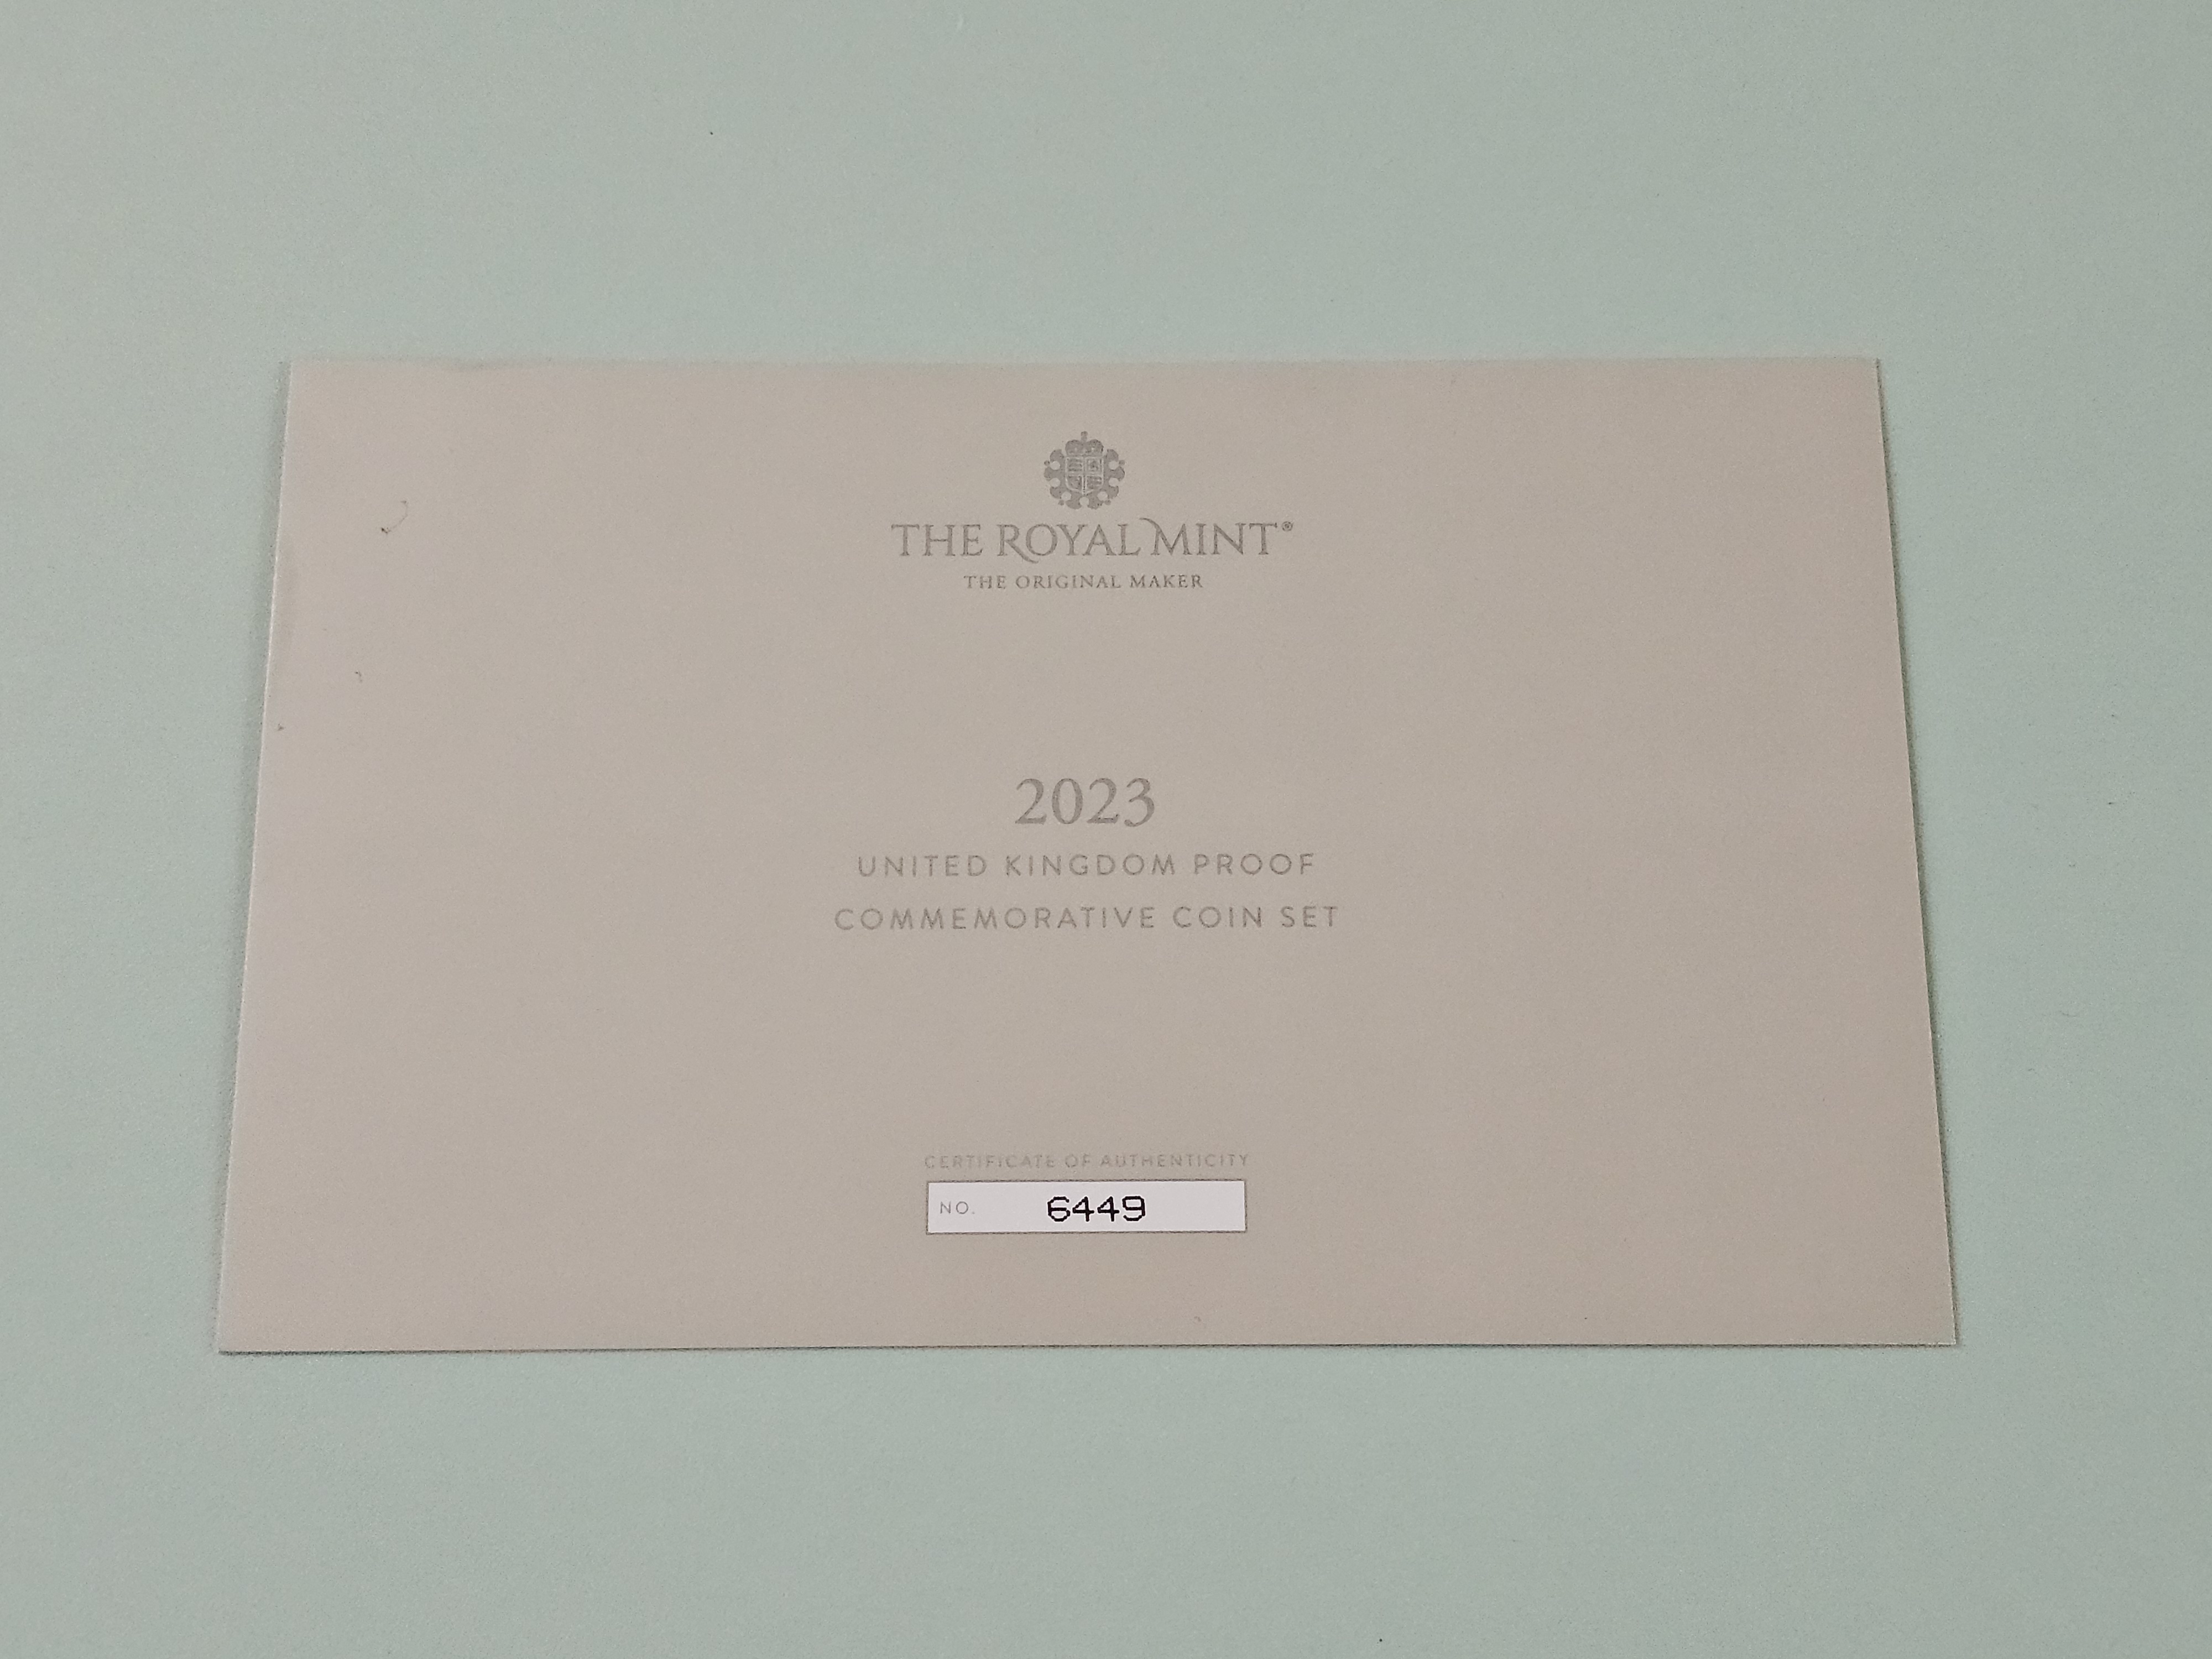 THE ROYAL MINT®
THE ORIGINAL MAKER
2023
UNITED KINGDOM PROOF
COMMEMORATIVE COIN SET
CERTIFICATE OF AUTHENTICITY
NO. 6449